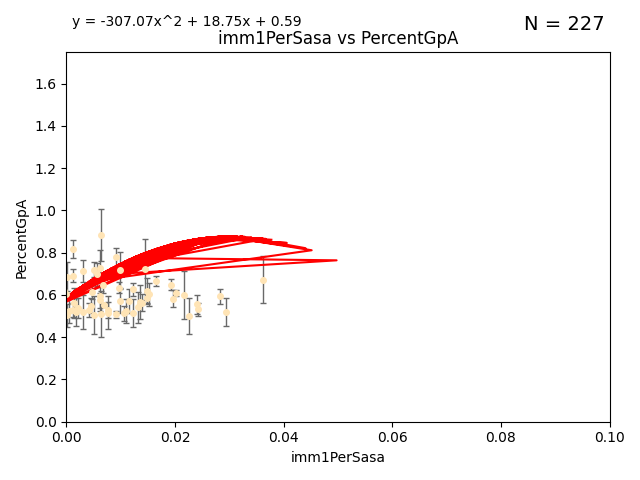 y = -307.07x^2 + 18.75x + 0.59
N = 227
imm1PerSasa vs PercentGpA
1.6
1.4
1.2
1.0
0.8
0.6
0.4
0.2
0.0
PercentGpA
0.00 0.02 0.04 0.06 0.08 0.10
imm1PerSasa